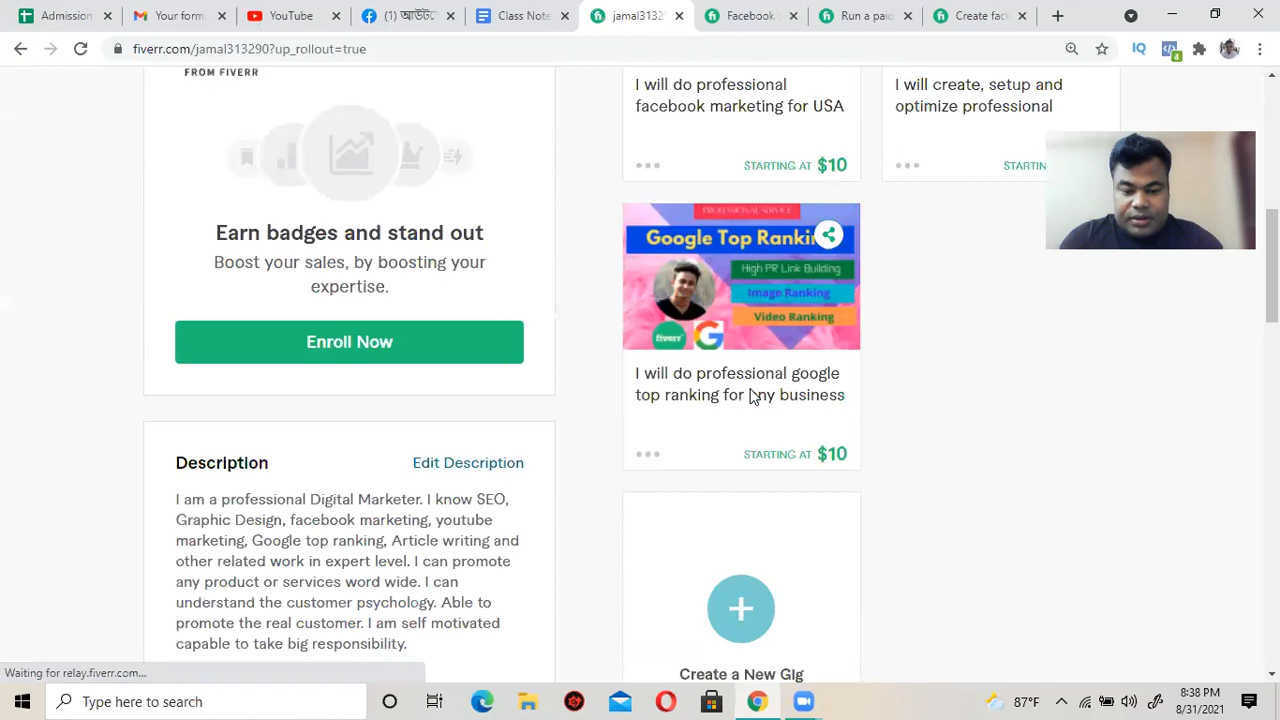 Admission
Your form
YouTube
Class Note
jamal3132
Facebook
Run a paid
Create fac
fiverr.com/jamal313290?up_rollout=true
FROM FIVERR
Earn badges and stand out
Boost your sales, by boosting your
expertise.
Enroll Now
Description
Edit Description
I am a professional Digital Marketer. I know SEO,
Graphic Design, facebook marketing, youtube
marketing, Google top ranking, Article writing and
other related work in expert level. I can promote
any product or services word wide. I can
understand the customer psychology. Able to
promote the real customer. I am self motivated
capable to take big responsibility.
I will do professional
facebook marketing for USA
STARTING AT $10
I will create, setup and
optimize professional
STARTIN
PROFESSIONAL SERVICE
Google Top Rankin
High PR Link Building
Image Ranking
Video Ranking
fiverr
G
I will do professional google
top ranking for any business
STARTING AT $10
Create a New Gig
Waiting for relay.fiverr.com...
Type here to search
87°F
8:38 PM
8/31/2021